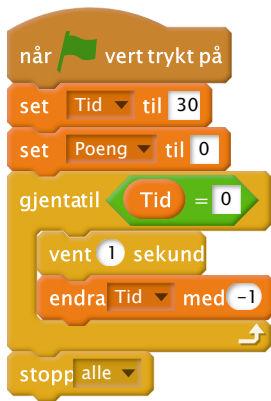 når vert trykt på
set Tid til 30
set Poeng til 0
gjentatil Tid = 0
vent 1 sekund
endra Tid med -1
stopp alle